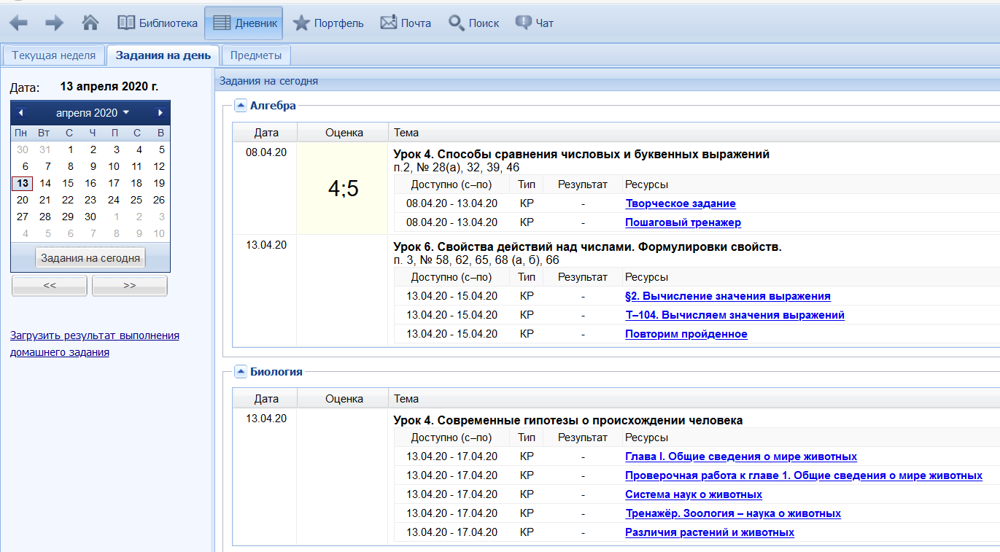 Библиотека Дневник Портфель Почта Поиск Чат
Текущая неделя Задания на день Предметы
Дата: 13 апреля 2020 г.
апреля 2020
Пн Вт С Ч П С В
30 31 1 2 3 4 5
6 7 8 9 10 11 12
13 14 15 16 17 18 19
20 21 22 23 24 25 26
27 28 29 30 1 2 3
4 5 6 7 8 9 10
Задания на сегодня
<< >>
Загрузить результат выполнения
домашнего задания
Задания на сегодня
Алгебра
Дата Оценка Тема
08.04.20 4;5 Урок 4. Способы сравнения числовых и буквенных выражений
п.2, № 28(а), 32, 39, 46
Доступно (с–по) Тип Результат Ресурсы
08.04.20 - 13.04.20 КР - Творческое задание
08.04.20 - 13.04.20 КР - Пошаговый тренажер
13.04.20 Урок 6. Свойства действий над числами. Формулировки свойств.
п. 3, № 58, 62, 65, 68 (а, б), 66
Доступно (с–по) Тип Результат Ресурсы
13.04.20 - 15.04.20 КР - §2. Вычисление значения выражения
13.04.20 - 15.04.20 КР - Т–104. Вычисляем значения выражений
13.04.20 - 15.04.20 КР - Повторим пройденное
Биология
Дата Оценка Тема
13.04.20 Урок 4. Современные гипотезы о происхождении человека
Доступно (с–по) Тип Результат Ресурсы
13.04.20 - 17.04.20 КР - Глава I. Общие сведения о мире животных
13.04.20 - 17.04.20 КР - Проверочная работа к главе 1. Общие сведения о мире животных
13.04.20 - 17.04.20 КР - Система наук о животных
13.04.20 - 17.04.20 КР - Тренажёр. Зоология – наука о животных
13.04.20 - 17.04.20 КР - Различия растений и животных